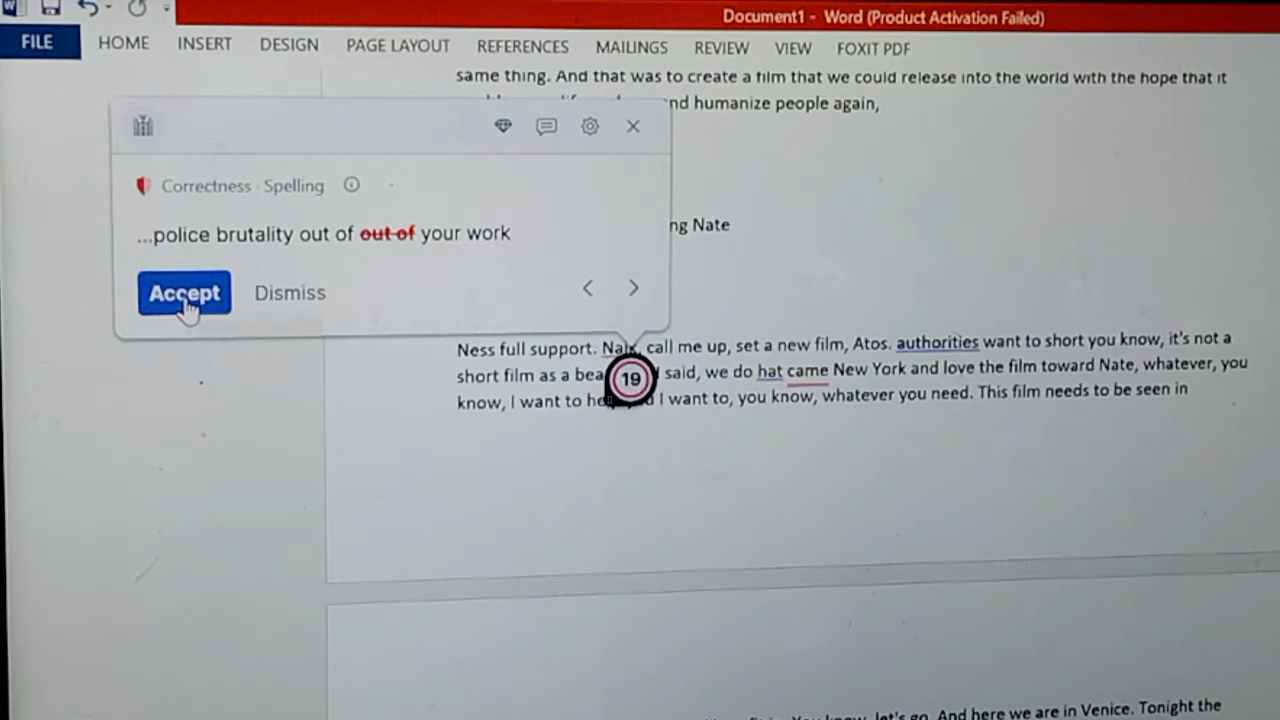 Document1 - Word (Product Activation Failed)
FILE HOME INSERT DESIGN PAGE LAYOUT REFERENCES MAILINGS REVIEW VIEW FOXIT PDF
same thing. And that was to create a film that we could release into the world with the hope that it
nd humanize people again,
Correctness · Spelling
...police brutality out of out of your work
ng Nate
Accept Dismiss
Ness full support. call me up, set a new film, Atos. authorities want to short you know, it's not a
short film as a bea said, we do hat came New York and love the film toward Nate, whatever, you
19
know, I want to he I want to, you know, whatever you need. This film needs to be seen in
let's go. And here we are in Venice. Tonight the